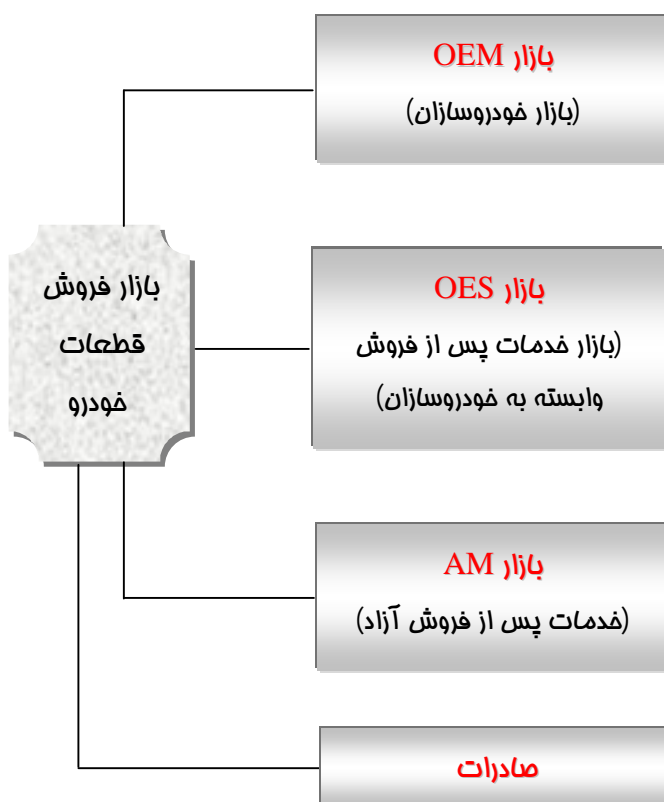 بازار OEM
(بازار خودروسازان)
بازار فروش
قطعات
خودرو
بازار OES
(بازار خدمات پس از فروش
وابسته به خودروسازان)
بازار AM
(خدمات پس از فروش آزاد)
صادرات